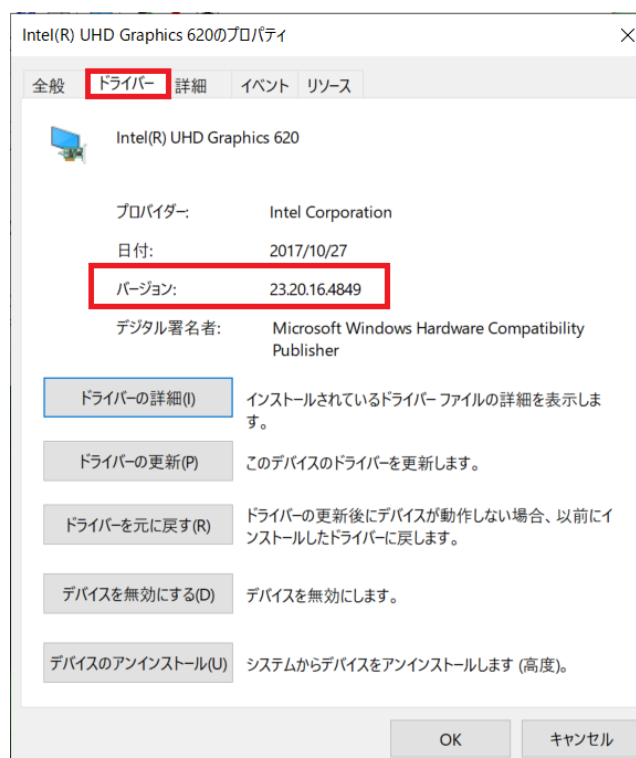 Intel(R) UHD Graphics 620のプロパティ
全般 ドライバー 詳細 イベント リソース
Intel(R) UHD Graphics 620
プロバイダー: Intel Corporation
日付: 2017/10/27
バージョン: 23.20.16.4849
デジタル署名者: Microsoft Windows Hardware Compatibility
Publisher
ドライバーの詳細(I) インストールされているドライバー ファイルの詳細を表示しま
す。
ドライバーの更新(P) このデバイスのドライバーを更新します。
ドライバーを元に戻す(R) ドライバーの更新後にデバイスが動作しない場合、以前にイ
ンストールしたドライバーに戻します。
デバイスを無効にする(D) デバイスを無効にします。
デバイスのアンインストール(U) システムからデバイスをアンインストールします (高度)。
OK キャンセル